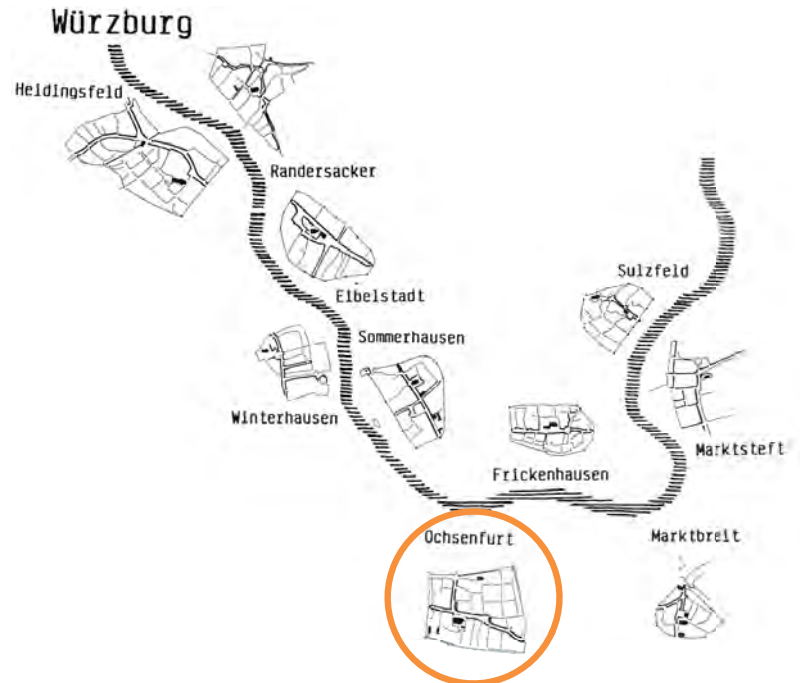 Würzburg
Heidingsfeld
Randersacker
Eibelstadt
Sulzfeld
Sommerhausen
Winterhausen
Marktsteft
Frickenhausen
Ochsenfurt
Marktbreit